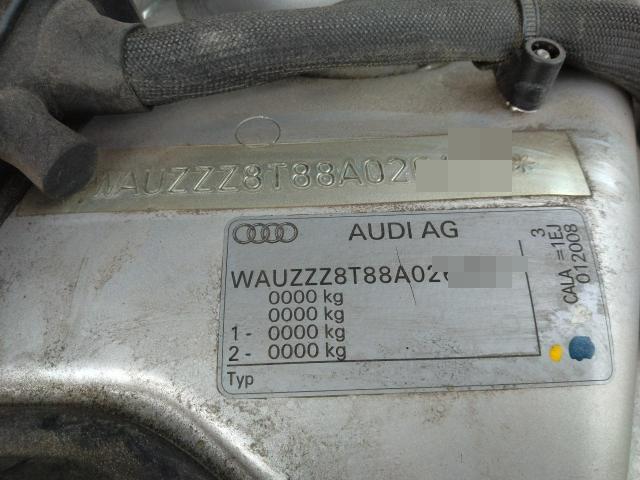 WAUZZZ8T88A02
AUDI AG
WAUZZZ8T88A02
0000 kg
0000 kg
1 - 0000 kg
2 - 0000 kg
Typ
3
CALA =1EJ
012008